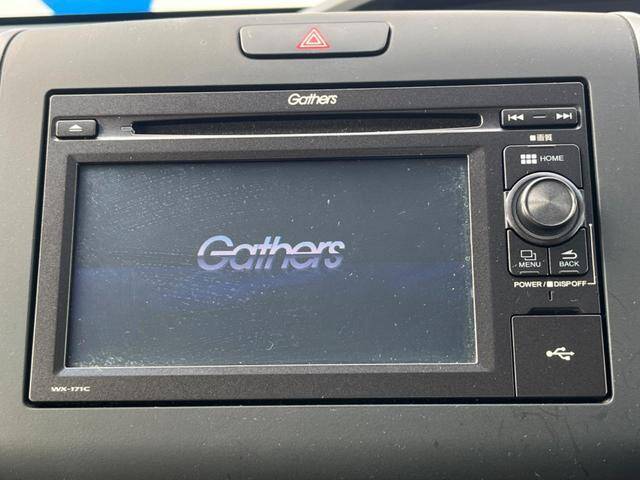 Gathers
■画質
HOME
Gathers
MENU
BACK
POWER/■DISP OFF
WX-171C